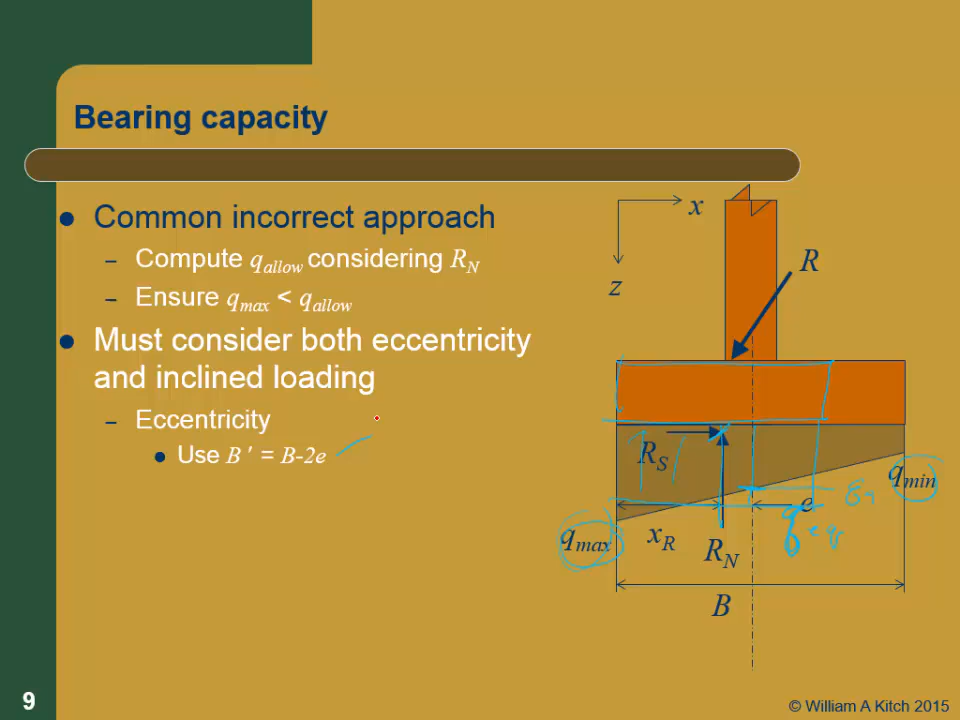 Bearing capacity
Common incorrect approach
– Compute qallow considering RN
– Ensure qmax < qallow
Must consider both eccentricity
and inclined loading
– Eccentricity
Use B′ = B-2e
x
z
R
RS
qmin
e
qmax
xR
RN
B
9
© William A Kitch 2015